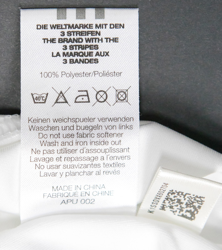 DIE WELTMARKE MIT DEN
3 STREIFEN
THE BRAND WITH THE
3 STRIPES
LA MARQUE AUX
3 BANDES
100% Polyester/Poliéster
40°C
Keinen weichspueler verwenden
Waschen und buegeln von links
Do not use fabric softener
Wash and iron inside out
Ne pas utiliser d'assouplissant
Lavage et repassage a l'envers
No usar suavizantes textiles
Lavar y planchar al revés
MADE IN CHINA
FABRIQUE EN CHINE
APU 002